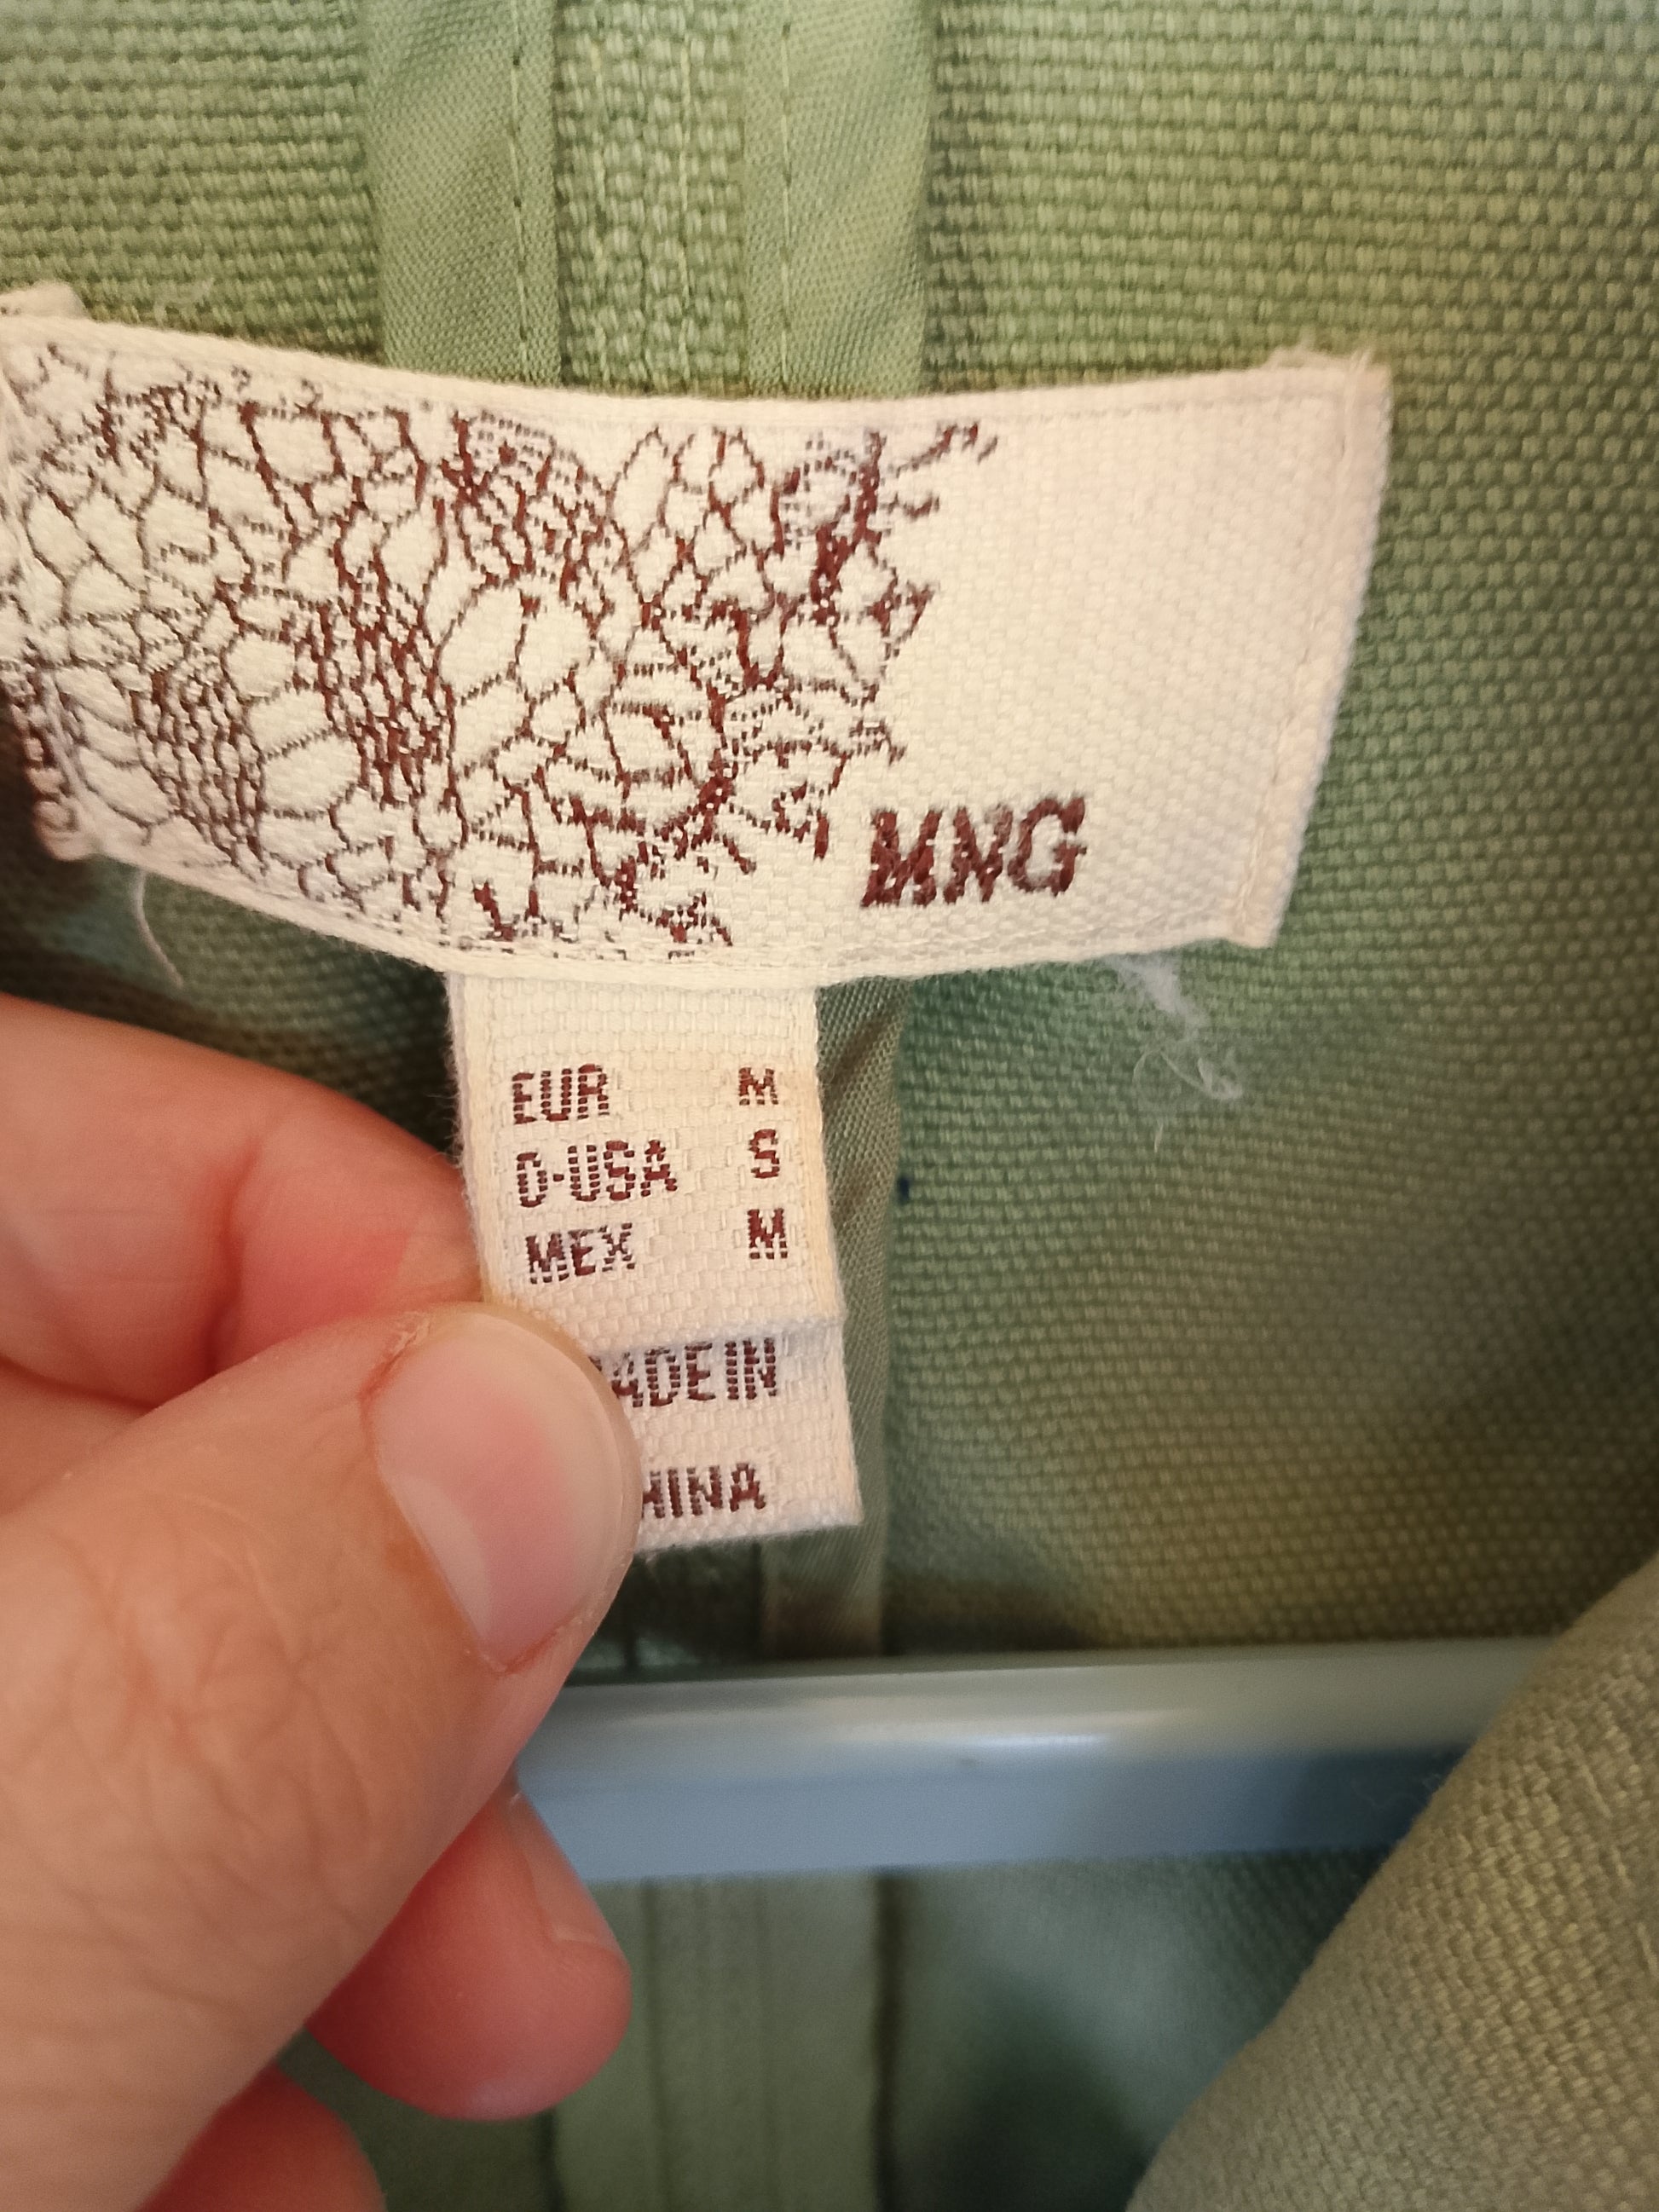 MNG
EUR M
C·USA S
MEX M
ADE IN
HINA